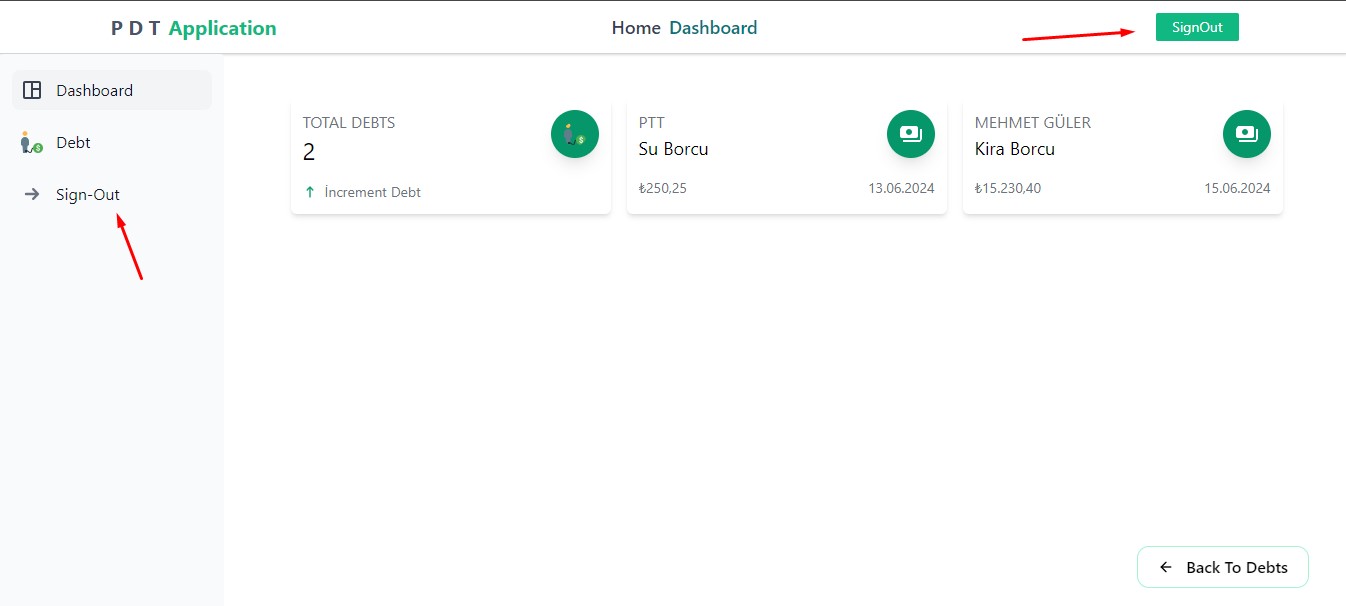 P D T Application
Home Dashboard
SignOut
Dashboard
Debt
Sign-Out
TOTAL DEBTS
2
İncrement Debt
PTT
Su Borcu
₺250,25 13.06.2024
MEHMET GÜLER
Kira Borcu
₺15.230,40 15.06.2024
Back To Debts